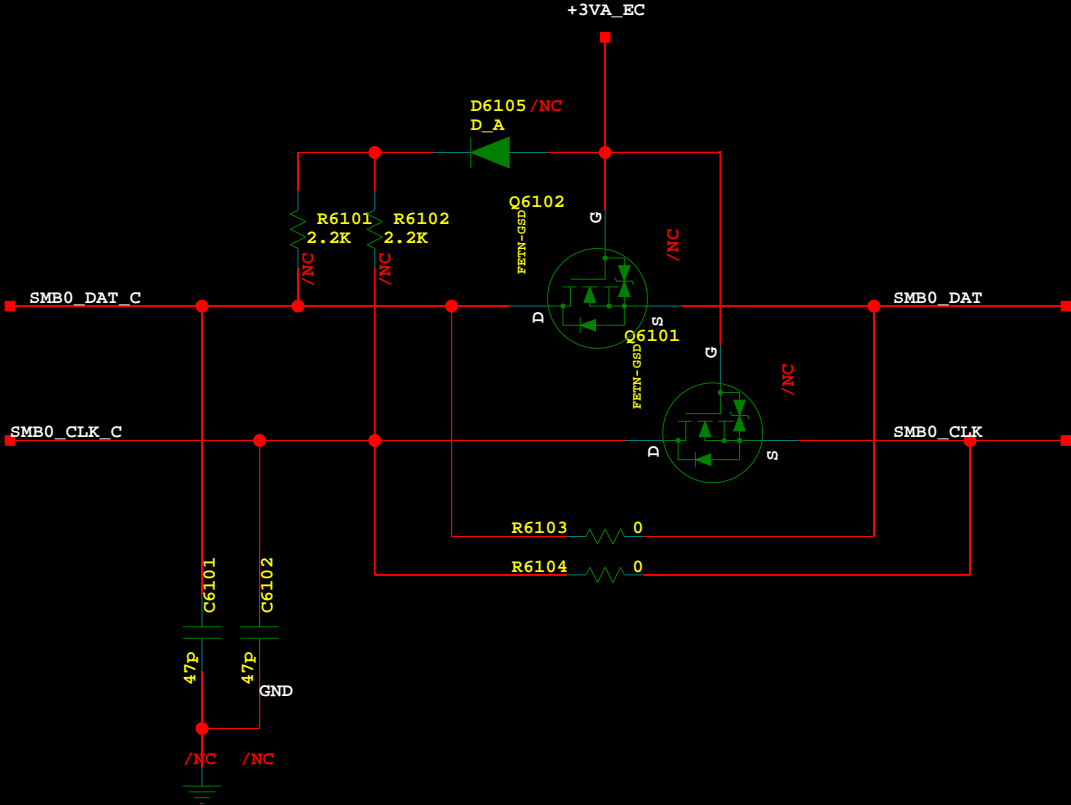 +3VA_EC
D6105 /NC
D_A
Q6102
FETN-GSD
G
/NC
R6101
2.2K
/NC
R6102
2.2K
/NC
SMB0_DAT_C
D
S
SMB0_DAT
Q6101
FETN-GSD
G
/NC
SMB0_CLK_C
D
S
SMB0_CLK
R6103 0
R6104 0
C6101
47p
C6102
47p
GND
/NC /NC